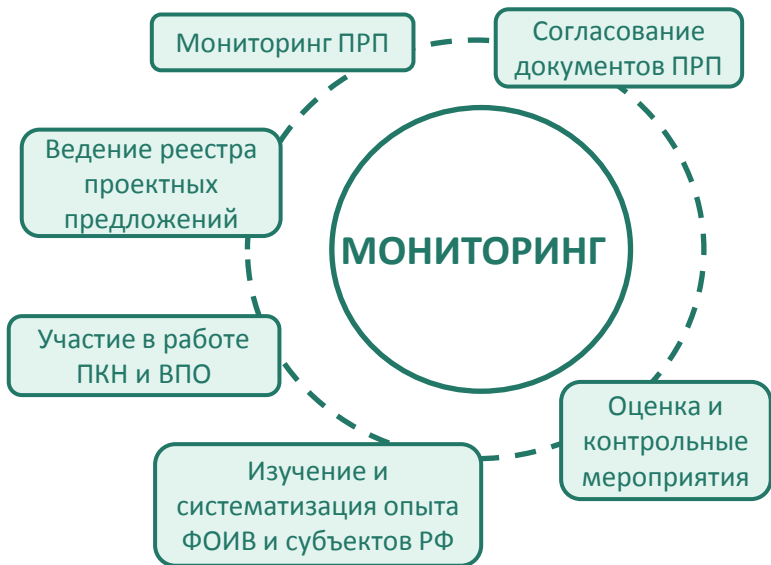 Мониторинг ПРП
Согласование
документов ПРП
Ведение реестра
проектных
предложений
МОНИТОРИНГ
Участие в работе
ПКН и ВПО
Оценка и
контрольные
мероприятия
Изучение и
систематизация опыта
ФОИВ и субъектов РФ